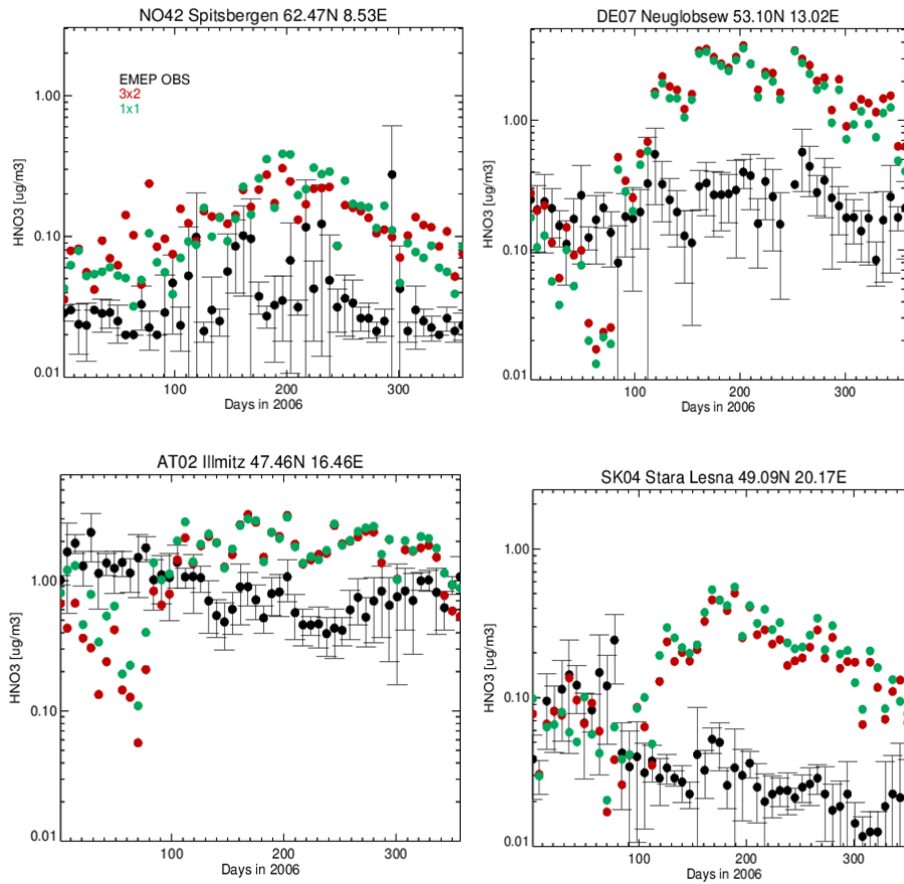 NO42 Spitsbergen 62.47N 8.53E
EMEP OBS
3x2
1x1
HNO3 [ug/m3]
1.00
0.10
0.01
100
200
300
Days in 2006
DE07 Neuglobsew 53.10N 13.02E
HNO3 [ug/m3]
1.00
0.10
0.01
100
200
300
Days in 2006
AT02 Illmitz 47.46N 16.46E
HNO3 [ug/m3]
1.00
0.10
0.01
100
200
300
Days in 2006
SK04 Stara Lesna 49.09N 20.17E
HNO3 [ug/m3]
1.00
0.10
0.01
100
200
300
Days in 2006